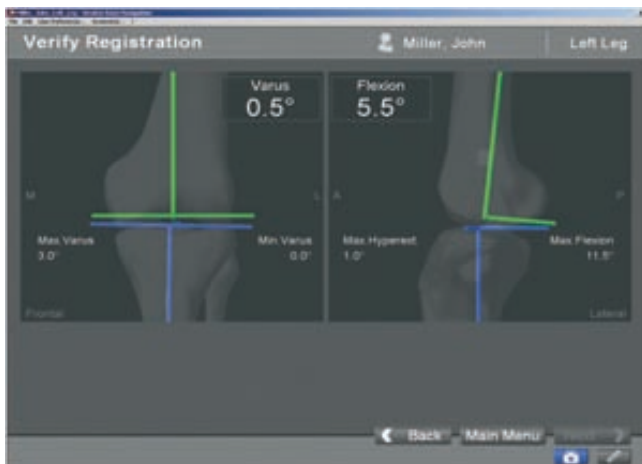 Verify Registration
Miller, John
Left Leg
Varus
0.5°
Flexion
5.5°
M
L
A
P
Max Varus
3.0°
Min Varus
0.0°
Max Hyperext
1.0°
Max Flexion
11.5°
Frontal
Lateral
Back
Main Menu
Next